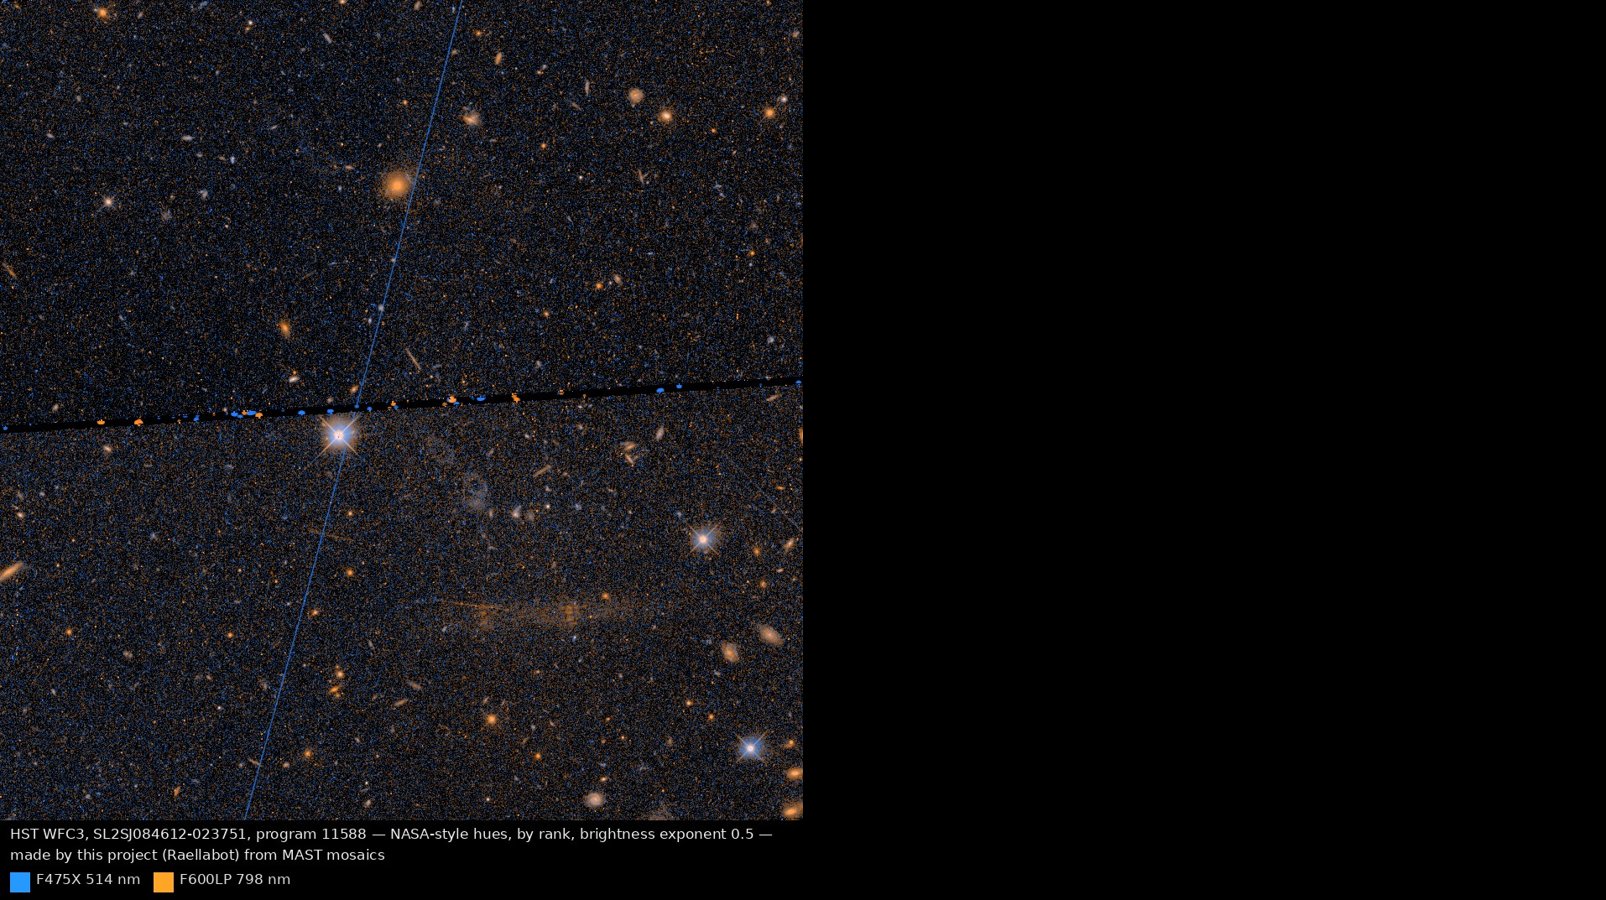 HST WFC3, SL2SJ084612-023751, program 11588 — NASA-style hues, by rank, brightness exponent 0.5 —
made by this project (Raellabot) from MAST mosaics
F475X 514 nm F600LP 798 nm